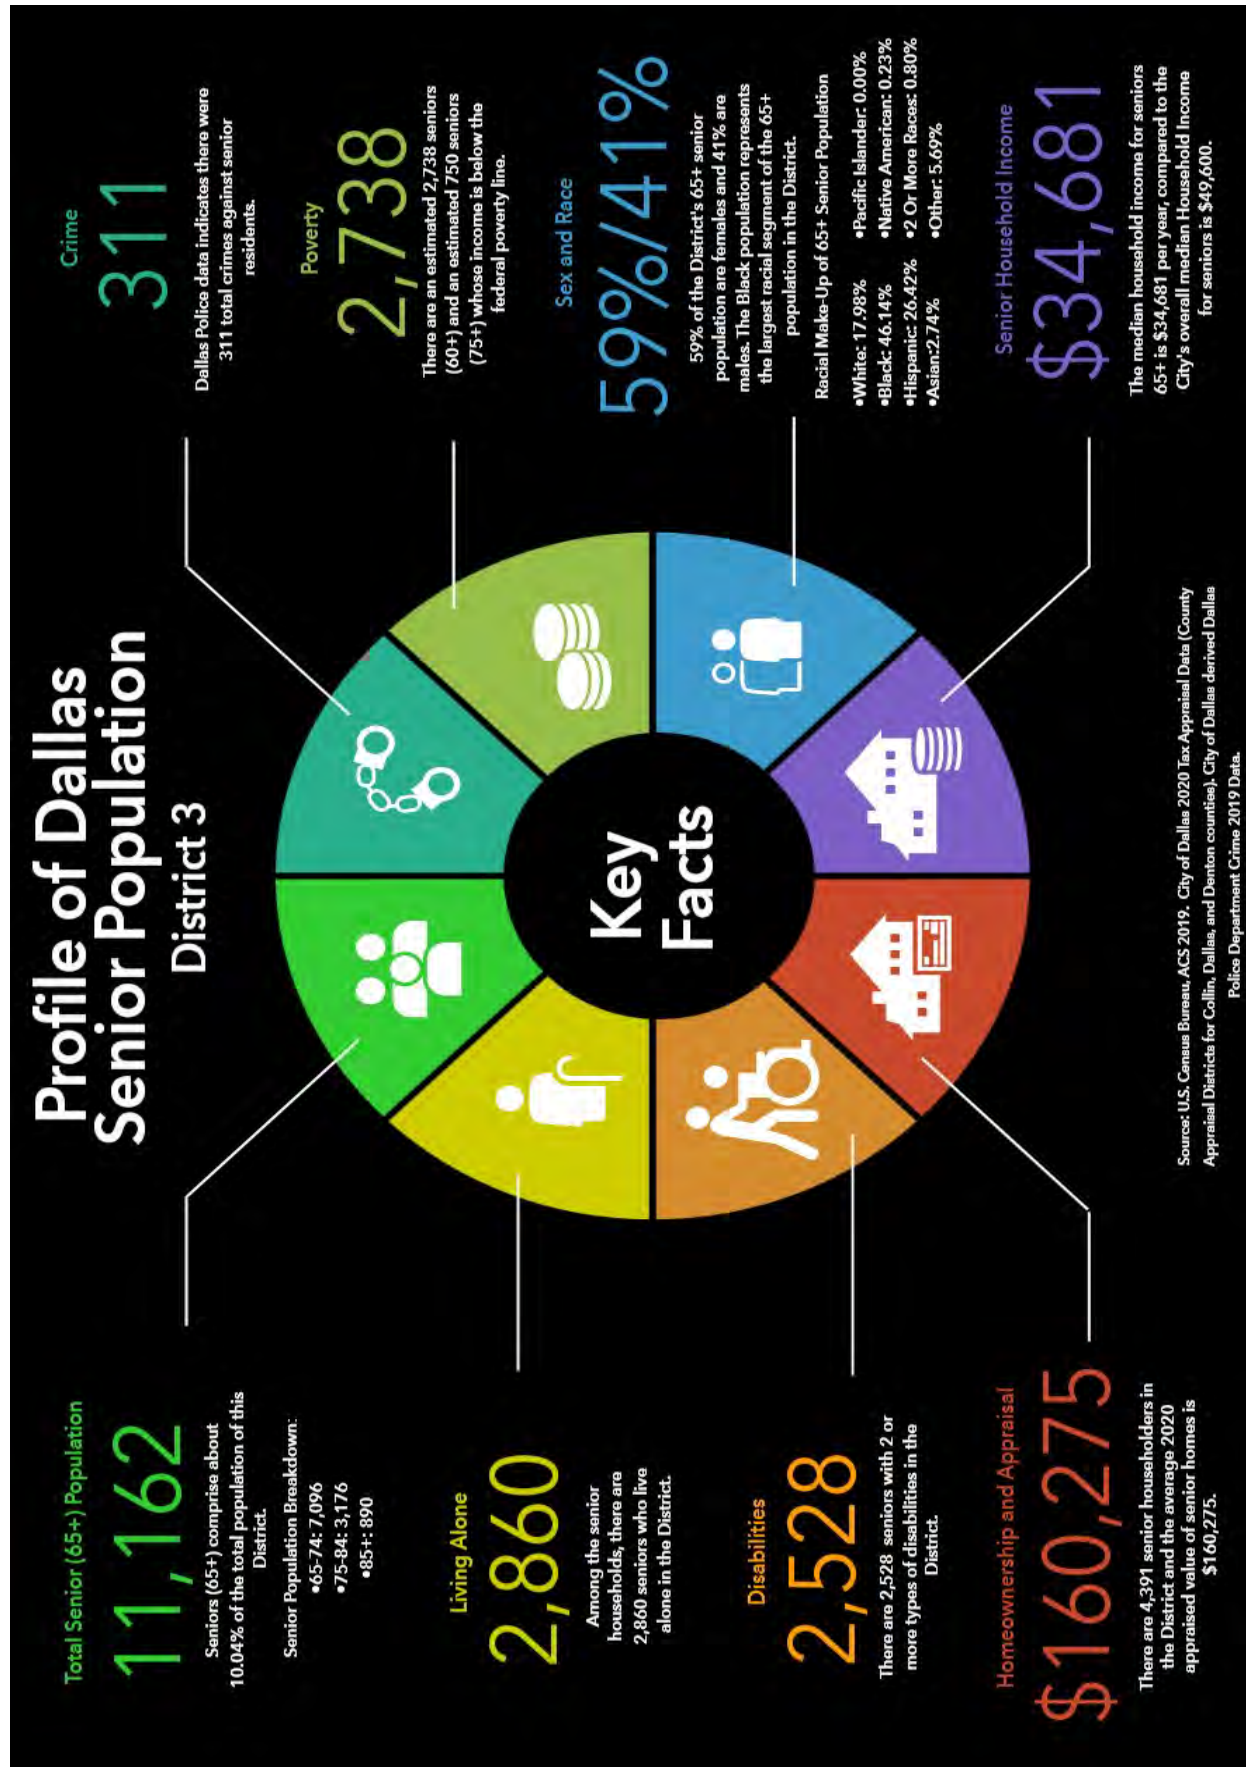 Profile of Dallas
Senior Population
District 3
Total Senior (65+) Population
11,162
Seniors (65+) comprise about
10.04% of the total population of this
District.
Senior Population Breakdown:
•65-74: 7,096
•75-84: 3,176
•85+: 890
Living Alone
2,860
Among the senior
households, there are
2,860 seniors who live
alone in the District.
Disabilities
2,528
There are 2,528 seniors with 2 or
more types of disabilities in the
District.
Homeownership and Appraisal
$160,275
There are 4,391 senior householders in
the District and the average 2020
appraised value of senior homes is
$160,275.
Key
Facts
Crime
311
Dallas Police data indicates there were
311 total crimes against senior
residents.
Poverty
2,738
There are an estimated 2,738 seniors
(60+) and an estimated 750 seniors
(75+) whose income is below the
federal poverty line.
Sex and Race
59%/41%
59% of the District's 65+ senior
population are females and 41% are
males. The Black population represents
the largest racial segment of the 65+
population in the District.
Racial Make-Up of 65+ Senior Population
•White: 17.98%
•Black: 46.14%
•Hispanic: 26.42%
•Asian:2.74%
•Pacific Islander: 0.00%
•Native American: 0.23%
•2 Or More Races: 0.80%
•Other: 5.69%
Senior Household Income
$34,681
The median household income for seniors
65+ is $34,681 per year, compared to the
City's overall median Household Income
for seniors is $49,600.
Source: U.S. Census Bureau, ACS 2019. City of Dallas 2020 Tax Appraisal Data (County
Appraisal Districts for Collin, Dallas, and Denton counties). City of Dallas derived Dallas
Police Department Crime 2019 Data.